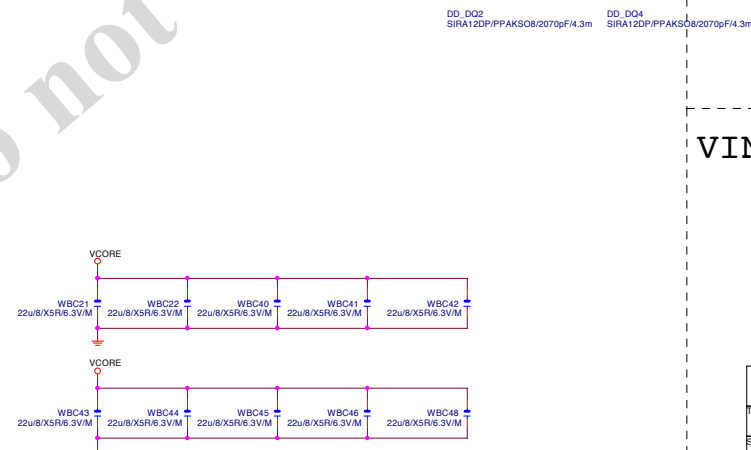 DD_DQ2
SIRA12DP/PPAKSO8/2070pF/4.3m
DD_DQ4
SIRA12DP/PPAKSO8/2070pF/4.3m
not
VIN
VCORE
WBC21
22u/8/X5R/6.3V/M
WBC22
22u/8/X5R/6.3V/M
WBC40
22u/8/X5R/6.3V/M
WBC41
22u/8/X5R/6.3V/M
WBC42
22u/8/X5R/6.3V/M
VCORE
WBC43
22u/8/X5R/6.3V/M
WBC44
22u/8/X5R/6.3V/M
WBC45
22u/8/X5R/6.3V/M
WBC46
22u/8/X5R/6.3V/M
WBC48
22u/8/X5R/6.3V/M